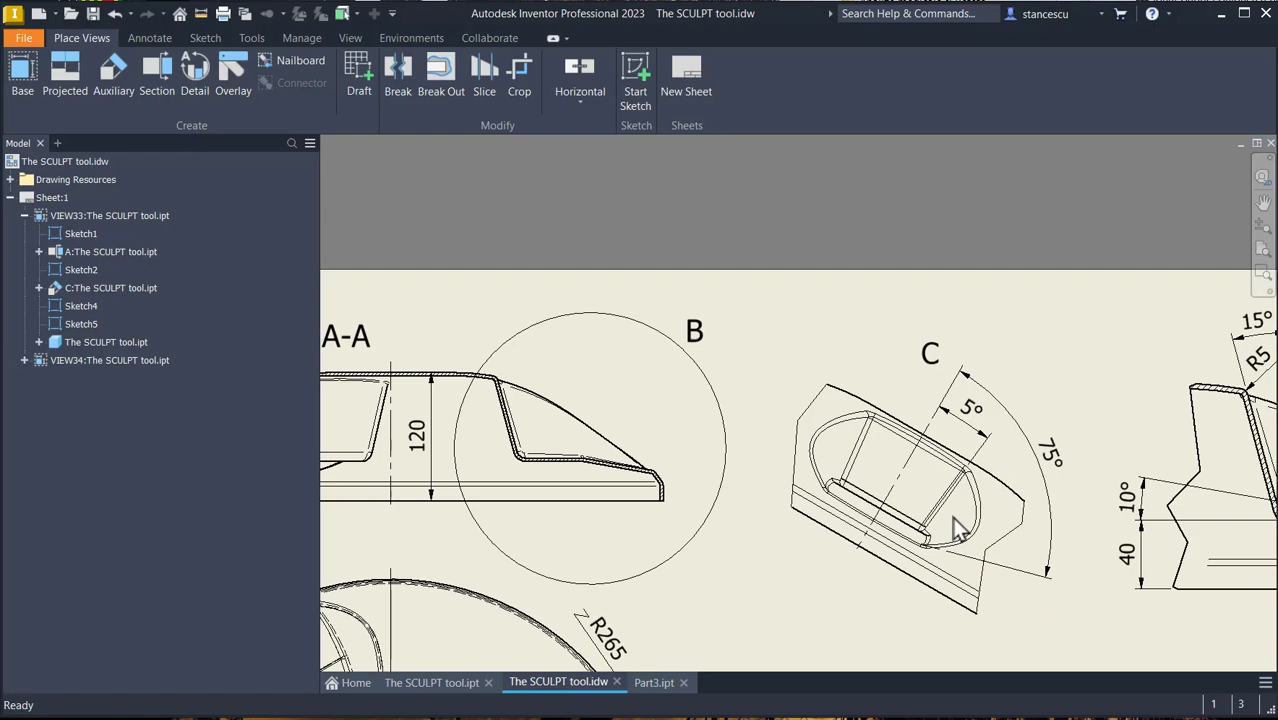 Autodesk Inventor Professional 2023 The SCULPT tool.idw
Search Help & Commands...
stancescu
File Place Views Annotate Sketch Tools Manage View Environments Collaborate
Base Projected Auxiliary Section Detail Overlay
Nailboard
Connector
Draft
Break Break Out Slice Crop
Horizontal
Start
Sketch
New Sheet
Create Modify Sketch Sheets
Model
The SCULPT tool.idw
Drawing Resources
Sheet:1
VIEW33:The SCULPT tool.ipt
Sketch1
A:The SCULPT tool.ipt
Sketch2
C:The SCULPT tool.ipt
Sketch4
Sketch5
The SCULPT tool.ipt
VIEW34:The SCULPT tool.ipt
A-A
B
C
120
5°
75°
15°
R5
10°
40
R265
Home The SCULPT tool.ipt The SCULPT tool.idw Part3.ipt
Ready
1 3